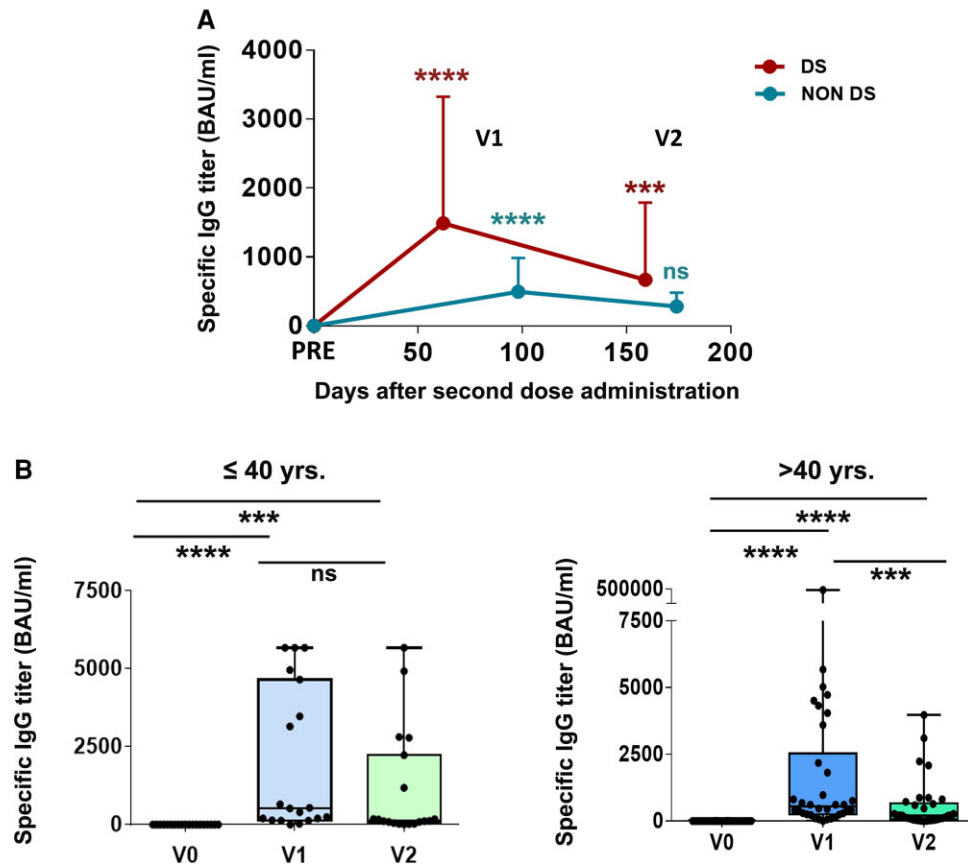 A
4000
3000
2000
1000
0
Specific IgG titer (BAU/ml)
****
V1
V2
***
****
ns
DS
NON DS
PRE
50
100
150
200
Days after second dose administration
B
≤ 40 yrs.
***
****
ns
7500
5000
2500
0
Specific IgG titer (BAU/ml)
V0
V1
V2
>40 yrs.
****
****
***
500000
7500
5000
2500
0
Specific IgG titer (BAU/ml)
V0
V1
V2